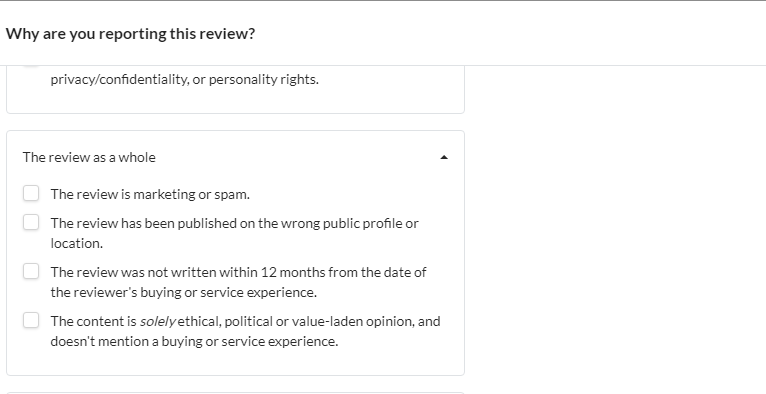 Why are you reporting this review?
privacy/confidentiality, or personality rights.
The review as a whole
The review is marketing or spam.
The review has been published on the wrong public profile or
location.
The review was not written within 12 months from the date of
the reviewer's buying or service experience.
The content is solely ethical, political or value-laden opinion, and
doesn't mention a buying or service experience.